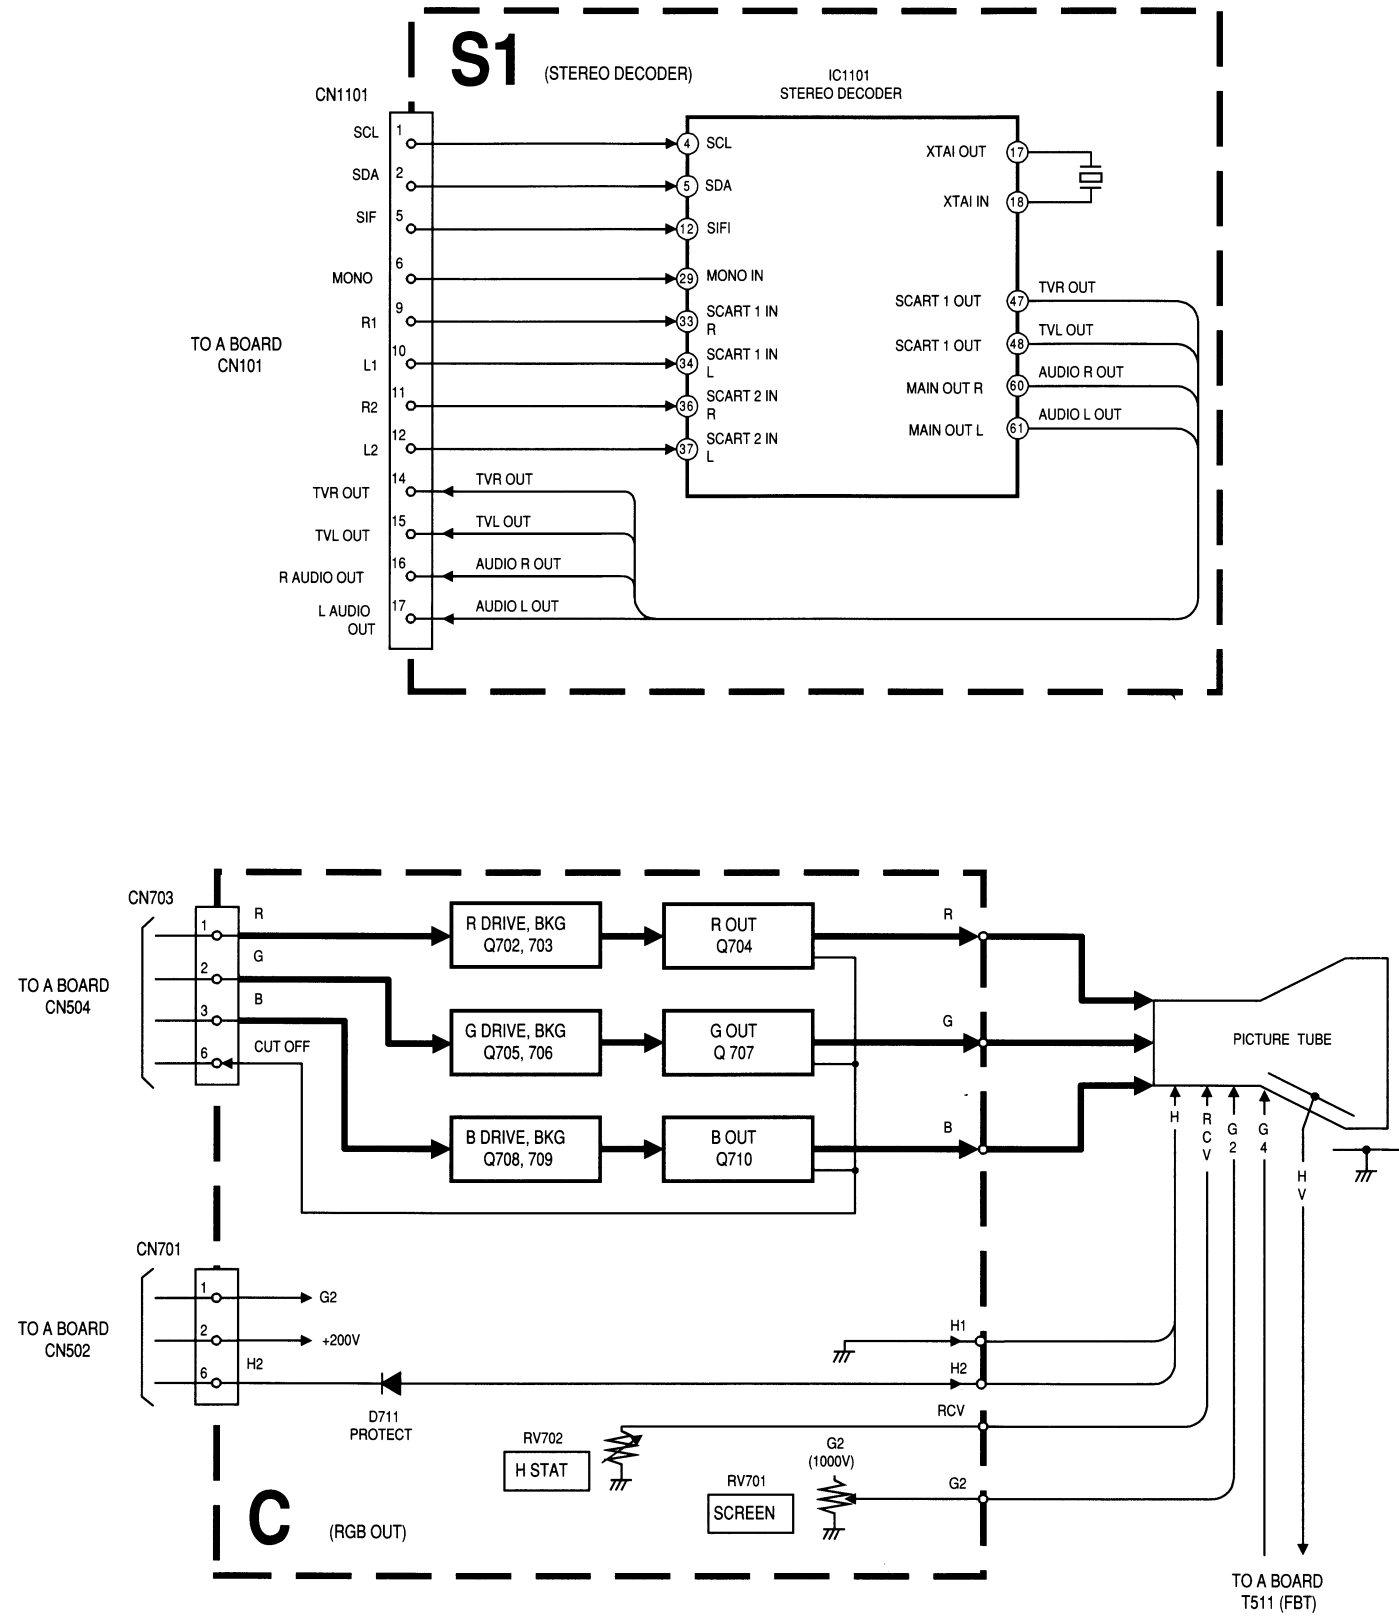 S1 (STEREO DECODER)
IC1101
STEREO DECODER
CN1101
SCL 1 4 SCL
XTAI OUT 17
SDA 2 5 SDA
XTAI IN 18
SIF 5 12 SIFI
MONO 6 29 MONO IN
R1 9 33 SCART 1 IN
R
SCART 1 OUT 47 TVR OUT
TO A BOARD
CN101
L1 10 34 SCART 1 IN
L
SCART 1 OUT 48 TVL OUT
R2 11 36 SCART 2 IN
R
MAIN OUT R 60 AUDIO R OUT
L2 12 37 SCART 2 IN
L
MAIN OUT L 61 AUDIO L OUT
TVR OUT 14 TVR OUT
TVL OUT 15 TVL OUT
R AUDIO OUT 16 AUDIO R OUT
L AUDIO
OUT 17 AUDIO L OUT
CN703
TO A BOARD
CN504
1 R
2 G
3 B
6 CUT OFF
R DRIVE, BKG
Q702, 703
R OUT
Q704
R
G DRIVE, BKG
Q705, 706
G OUT
Q 707
G
B DRIVE, BKG
Q708, 709
B OUT
Q710
B
PICTURE TUBE
H
RCV
G2
G4
HV
CN701
TO A BOARD
CN502
1 G2
2 +200V
6 H2
D711
PROTECT
H1
H2
RCV
RV702
H STAT
G2
(1000V)
RV701
SCREEN
G2
C (RGB OUT)
TO A BOARD
T511 (FBT)